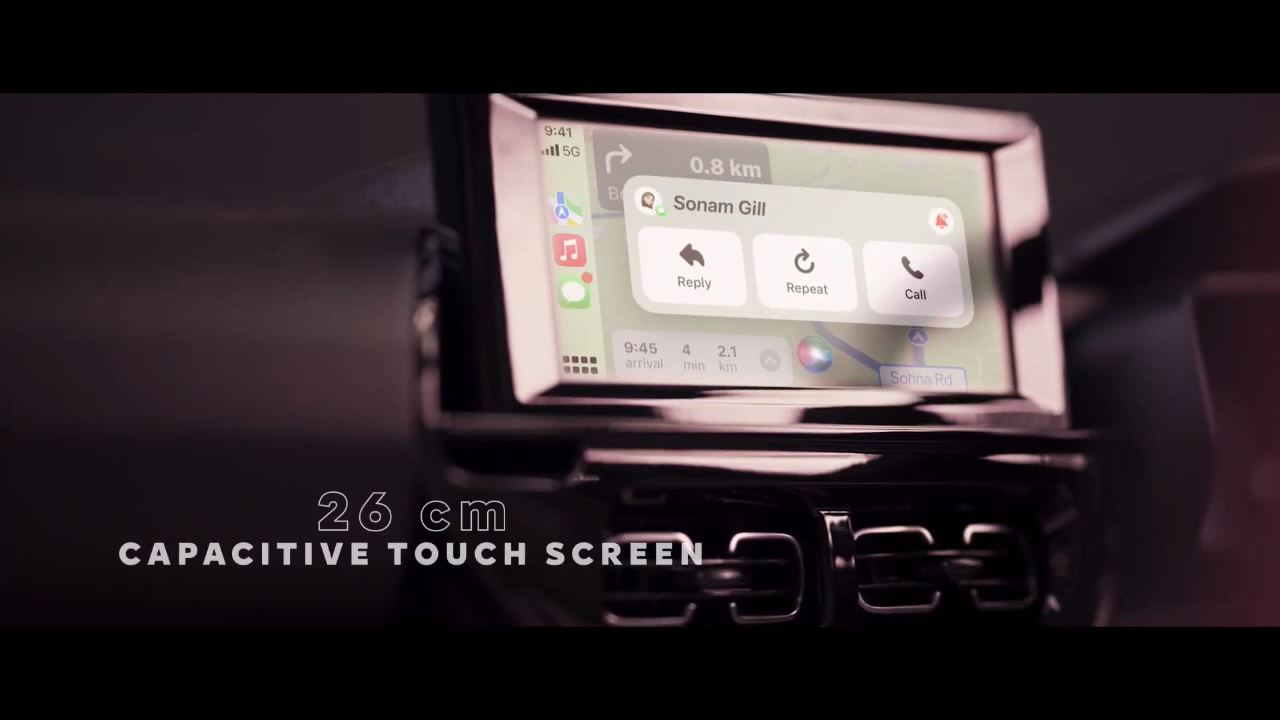 9:41
5G
0.8 km
Sonam Gill
Reply
Repeat
Call
9:45 4 2.1
arrival min km
Sohna Rd
26 cm
CAPACITIVE TOUCH SCREEN